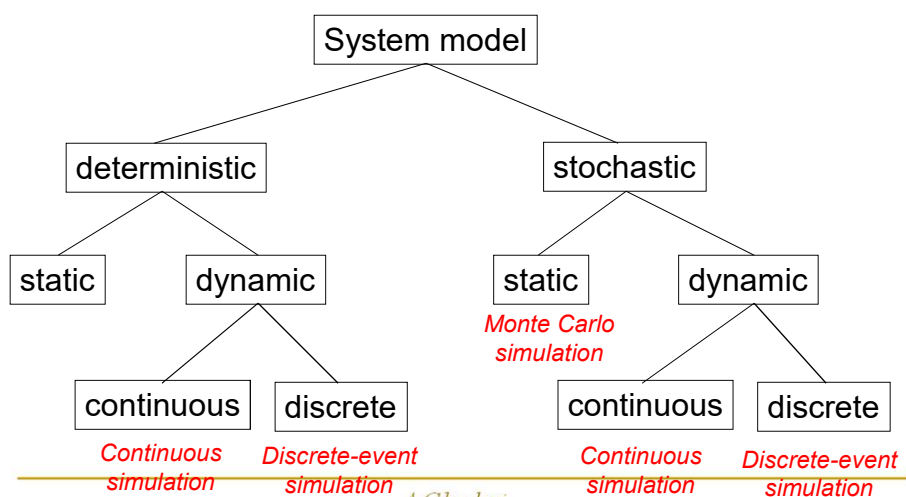 System model
deterministic
stochastic
static
dynamic
static
dynamic
Monte Carlo
simulation
continuous
discrete
continuous
discrete
Continuous
simulation
Discrete-event
simulation
Continuous
simulation
Discrete-event
simulation